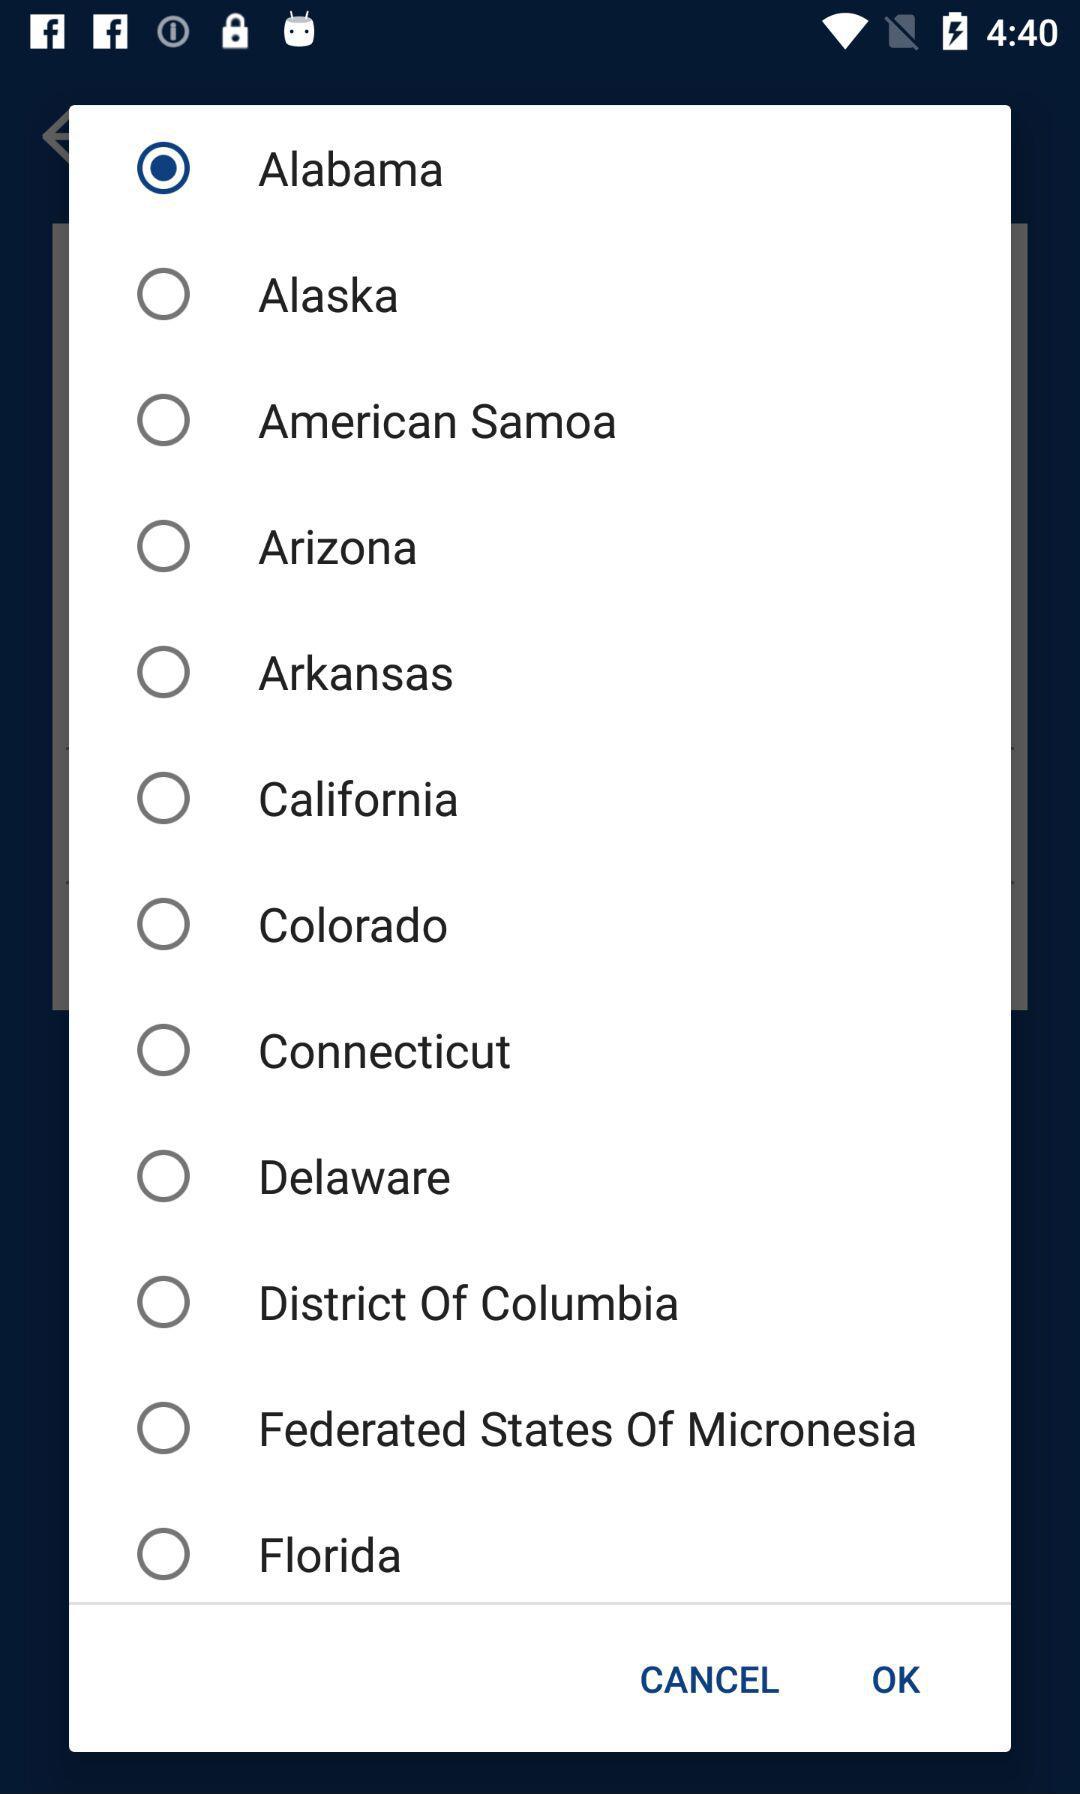 4:40
Alabama
Alaska
American Samoa
Arizona
Arkansas
California
Colorado
Connecticut
Delaware
District Of Columbia
Federated States Of Micronesia
Florida
CANCEL OK